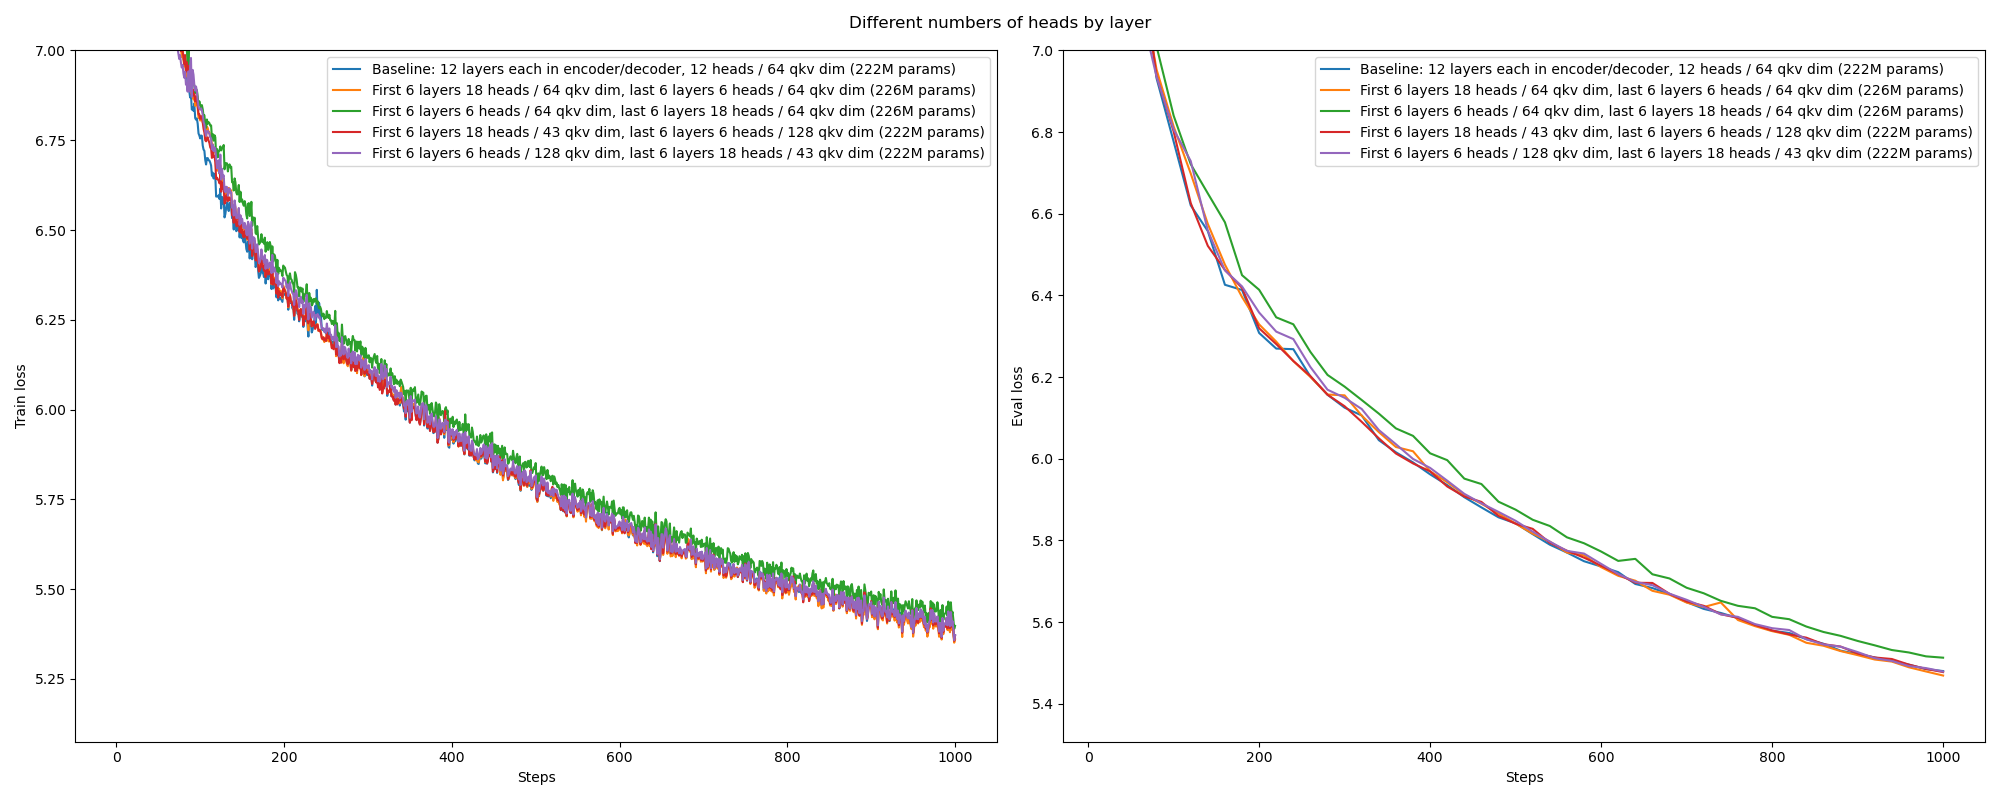 Different numbers of heads by layer
7.00
6.75
6.50
6.25
6.00
5.75
5.50
5.25
Train loss
0
200
400
600
800
1000
Steps
Baseline: 12 layers each in encoder/decoder, 12 heads / 64 qkv dim (222M params)
First 6 layers 18 heads / 64 qkv dim, last 6 layers 6 heads / 64 qkv dim (226M params)
First 6 layers 6 heads / 64 qkv dim, last 6 layers 18 heads / 64 qkv dim (226M params)
First 6 layers 18 heads / 43 qkv dim, last 6 layers 6 heads / 128 qkv dim (222M params)
First 6 layers 6 heads / 128 qkv dim, last 6 layers 18 heads / 43 qkv dim (222M params)
7.0
6.8
6.6
6.4
6.2
6.0
5.8
5.6
5.4
Eval loss
0
200
400
600
800
1000
Steps
Baseline: 12 layers each in encoder/decoder, 12 heads / 64 qkv dim (222M params)
First 6 layers 18 heads / 64 qkv dim, last 6 layers 6 heads / 64 qkv dim (226M params)
First 6 layers 6 heads / 64 qkv dim, last 6 layers 18 heads / 64 qkv dim (226M params)
First 6 layers 18 heads / 43 qkv dim, last 6 layers 6 heads / 128 qkv dim (222M params)
First 6 layers 6 heads / 128 qkv dim, last 6 layers 18 heads / 43 qkv dim (222M params)